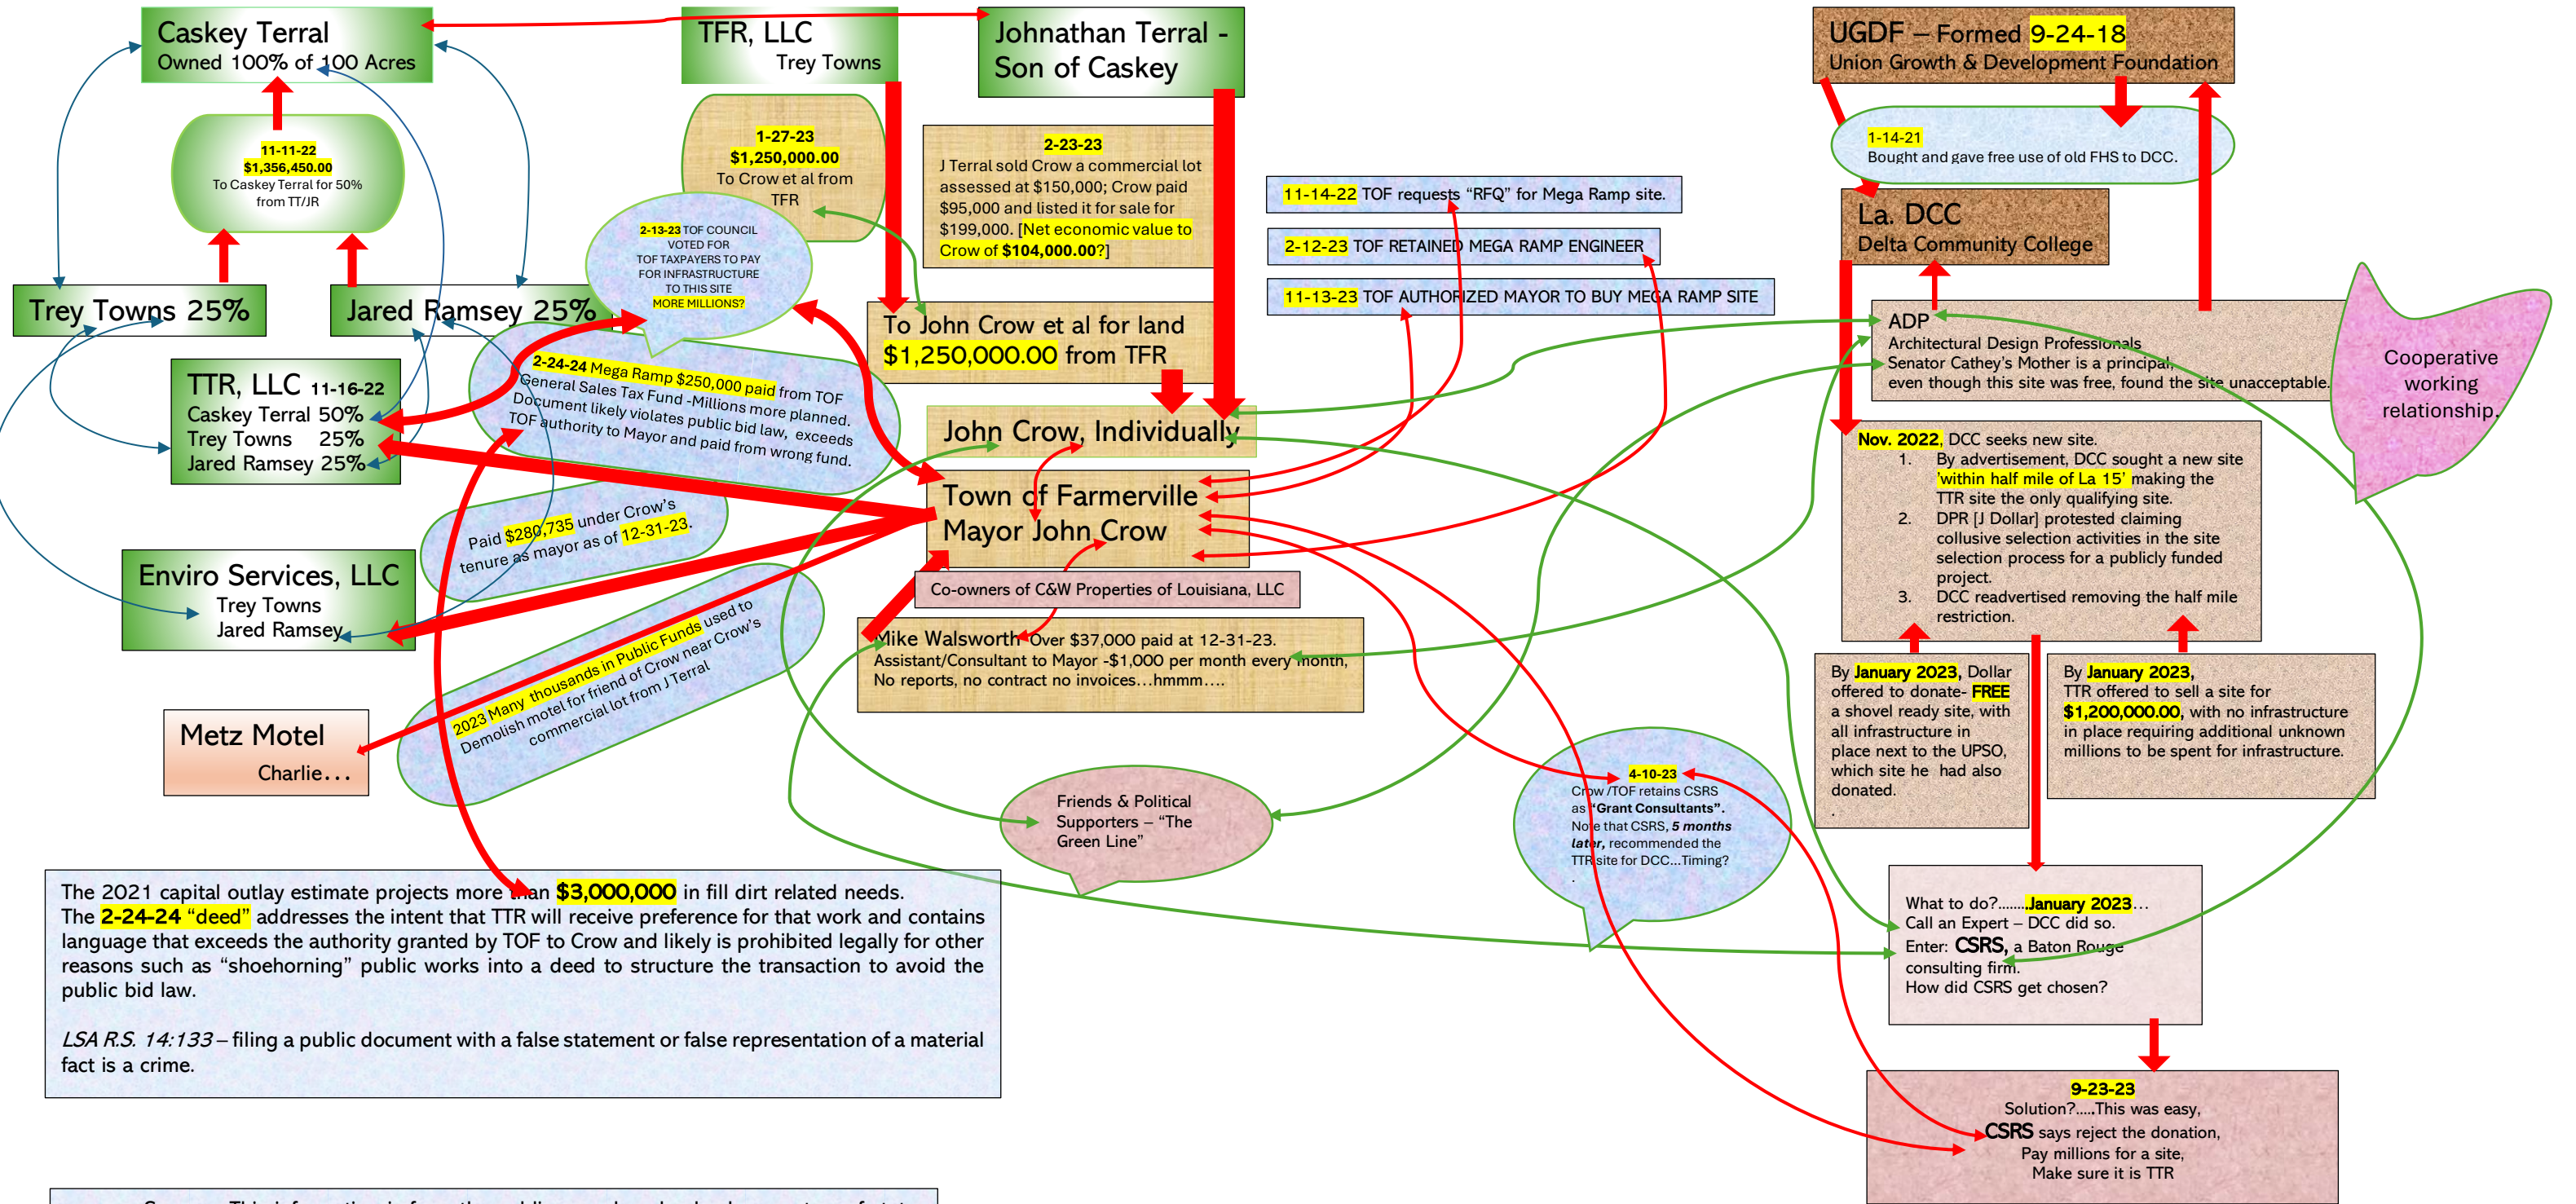 Caskey Terral
Owned 100% of 100 Acres
TFR, LLC
Trey Towns
Johnathan Terral -
Son of Caskey
UGDF – Formed 9-24-18
Union Growth & Development Foundation
11-11-22
$1,356,450.00
To Caskey Terral for 50%
from TT/JR
1-27-23
$1,250,000.00
To Crow et al from
TFR
2-23-23
J Terral sold Crow a commercial lot
assessed at $150,000; Crow paid
$95,000 and listed it for sale for
$199,000. [Net economic value to
Crow of $104,000.00?]
1-14-21
Bought and gave free use of old FHS to DCC.
11-14-22 TOF requests “RFQ” for Mega Ramp site.
2-12-23 TOF RETAINED MEGA RAMP ENGINEER
11-13-23 TOF AUTHORIZED MAYOR TO BUY MEGA RAMP SITE
La. DCC
Delta Community College
2-13-23 TOF COUNCIL
VOTED FOR
TOF TAXPAYERS TO PAY
FOR INFRASTRUCTURE
TO THIS SITE
MORE MILLIONS?
Trey Towns 25%
Jared Ramsey 25%
To John Crow et al for land
$1,250,000.00 from TFR
ADP
Architectural Design Professionals
Senator Cathey’s Mother is a principal,
even though this site was free, found the site unacceptable.
Cooperative
working
relationship.
TTR, LLC 11-16-22
Caskey Terral 50%
Trey Towns 25%
Jared Ramsey 25%
2-24-24 Mega Ramp $250,000 paid from TOF
General Sales Tax Fund -Millions more planned.
Document likely violates public bid law, exceeds
TOF authority to Mayor and paid from wrong fund.
John Crow, Individually
Town of Farmerville
Mayor John Crow
Nov. 2022, DCC seeks new site.
1. By advertisement, DCC sought a new site
’within half mile of La 15’ making the
TTR site the only qualifying site.
2. DPR [J Dollar] protested claiming
collusive selection activities in the site
selection process for a publicly funded
project.
3. DCC readvertised removing the half mile
restriction.
Paid $280,735 under Crow’s
tenure as mayor as of 12-31-23.
Enviro Services, LLC
Trey Towns
Jared Ramsey
Co-owners of C&W Properties of Louisiana, LLC
Mike Walsworth Over $37,000 paid at 12-31-23.
Assistant/Consultant to Mayor -$1,000 per month every month,
No reports, no contract no invoices…hmmm….
2023 Many thousands in Public Funds used to
Demolish motel for friend of Crow near Crow’s
commercial lot from J Terral
Metz Motel
Charlie…
By January 2023, Dollar
offered to donate- FREE
a shovel ready site, with
all infrastructure in
place next to the UPSO,
which site he had also
donated.
.
By January 2023,
TTR offered to sell a site for
$1,200,000.00, with no infrastructure
in place requiring additional unknown
millions to be spent for infrastructure.
Friends & Political
Supporters – “The
Green Line”
4-10-23
Crow /TOF retains CSRS
as “Grant Consultants”.
Note that CSRS, 5 months
later, recommended the
TTR site for DCC…Timing?
.
The 2021 capital outlay estimate projects more than $3,000,000 in fill dirt related needs.
The 2-24-24 “deed” addresses the intent that TTR will receive preference for that work and contains
language that exceeds the authority granted by TOF to Crow and likely is prohibited legally for other
reasons such as “shoehorning” public works into a deed to structure the transaction to avoid the
public bid law.
LSA R.S. 14:133 – filing a public document with a false statement or false representation of a material
fact is a crime.
What to do?........January 2023…
Call an Expert – DCC did so.
Enter: CSRS, a Baton Rouge
consulting firm.
How did CSRS get chosen?
9-23-23
Solution?.....This was easy,
CSRS says reject the donation,
Pay millions for a site,
Make sure it is TTR